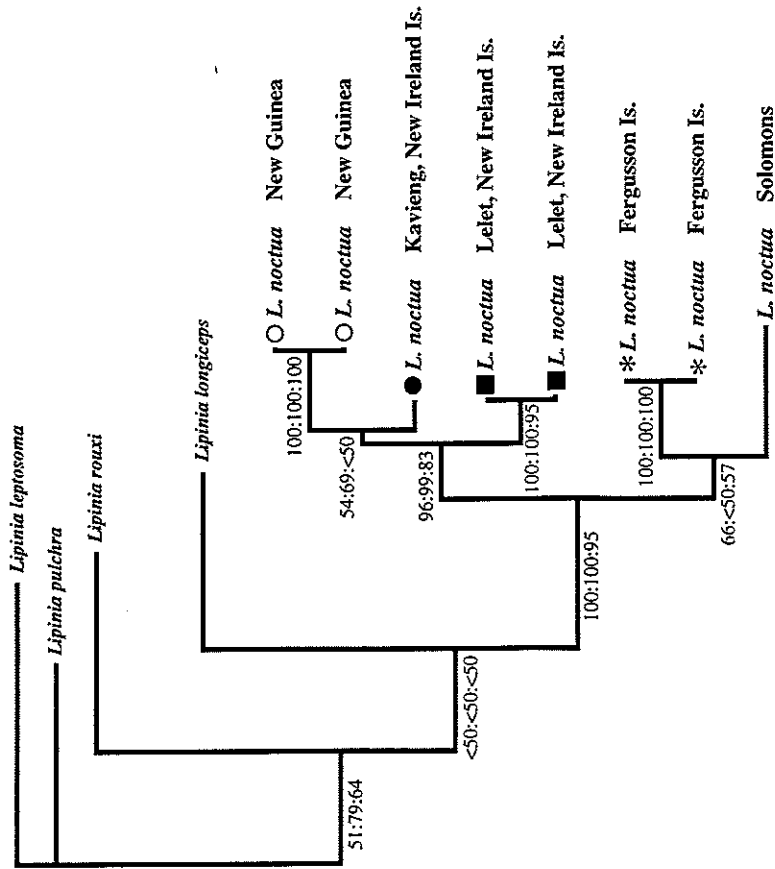 Lipinia leptosoma
Lipinia pulchra
Lipinia rouxi
Lipinia longiceps
L. noctua New Guinea
L. noctua New Guinea
L. noctua Kavieng, New Ireland Is.
L. noctua Lelet, New Ireland Is.
L. noctua Lelet, New Ireland Is.
* L. noctua Fergusson Is.
* L. noctua Fergusson Is.
L. noctua Solomons
51:79:64
<50:<50:<50
100:100:95
96:99:83
54:69:<50
100:100:100
100:100:95
66:<50:57
100:100:100